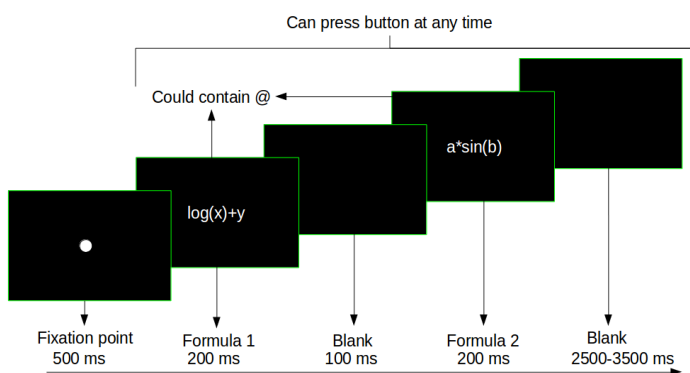 Can press button at any time
Could contain @
a*sin(b)
log(x)+y
Fixation point
500 ms
Formula 1
200 ms
Blank
100 ms
Formula 2
200 ms
Blank
2500-3500 ms